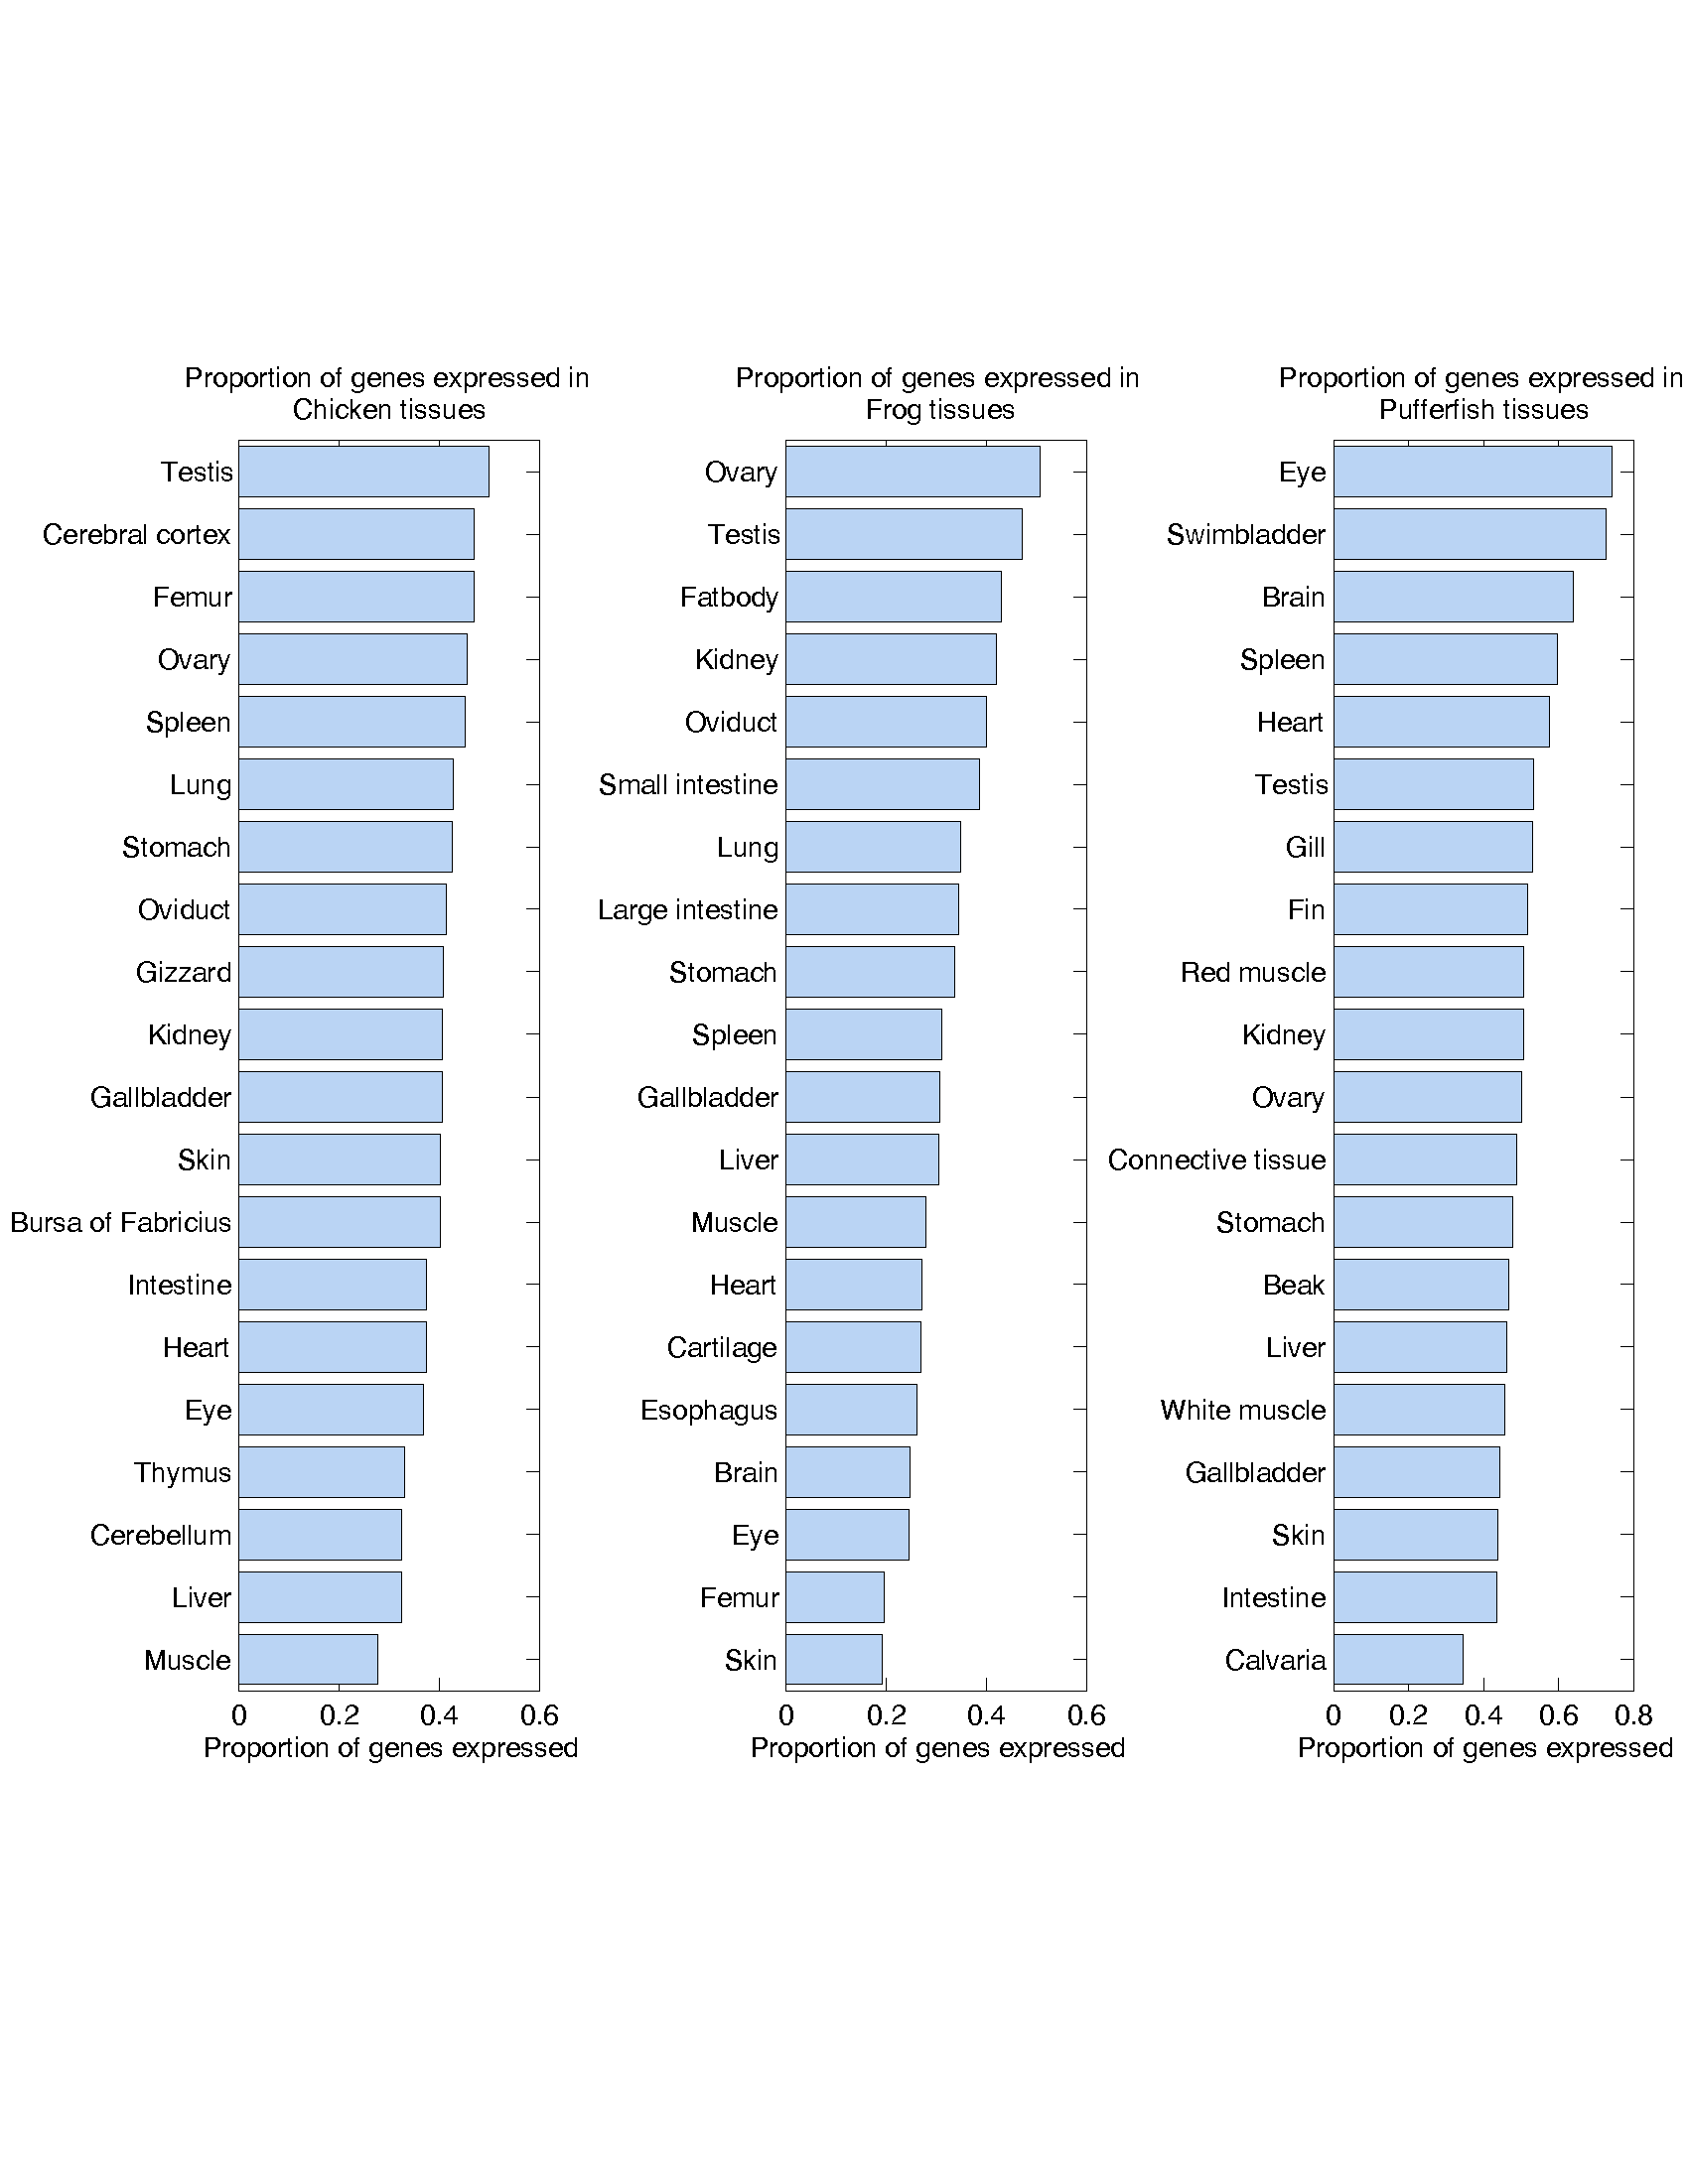 Proportion of genes expressed in
Chicken tissues
Testis
Cerebral cortex
Femur
Ovary
Spleen
Lung
Stomach
Oviduct
Gizzard
Kidney
Gallbladder
Skin
Bursa of Fabricius
Intestine
Heart
Eye
Thymus
Cerebellum
Liver
Muscle
0 0.2 0.4 0.6
Proportion of genes expressed
Proportion of genes expressed in
Frog tissues
Ovary
Testis
Fatbody
Kidney
Oviduct
Small intestine
Lung
Large intestine
Stomach
Spleen
Gallbladder
Liver
Muscle
Heart
Cartilage
Esophagus
Brain
Eye
Femur
Skin
0 0.2 0.4 0.6
Proportion of genes expressed
Proportion of genes expressed in
Pufferfish tissues
Eye
Swimbladder
Brain
Spleen
Heart
Testis
Gill
Fin
Red muscle
Kidney
Ovary
Connective tissue
Stomach
Beak
Liver
White muscle
Gallbladder
Skin
Intestine
Calvaria
0 0.2 0.4 0.6 0.8
Proportion of genes expressed